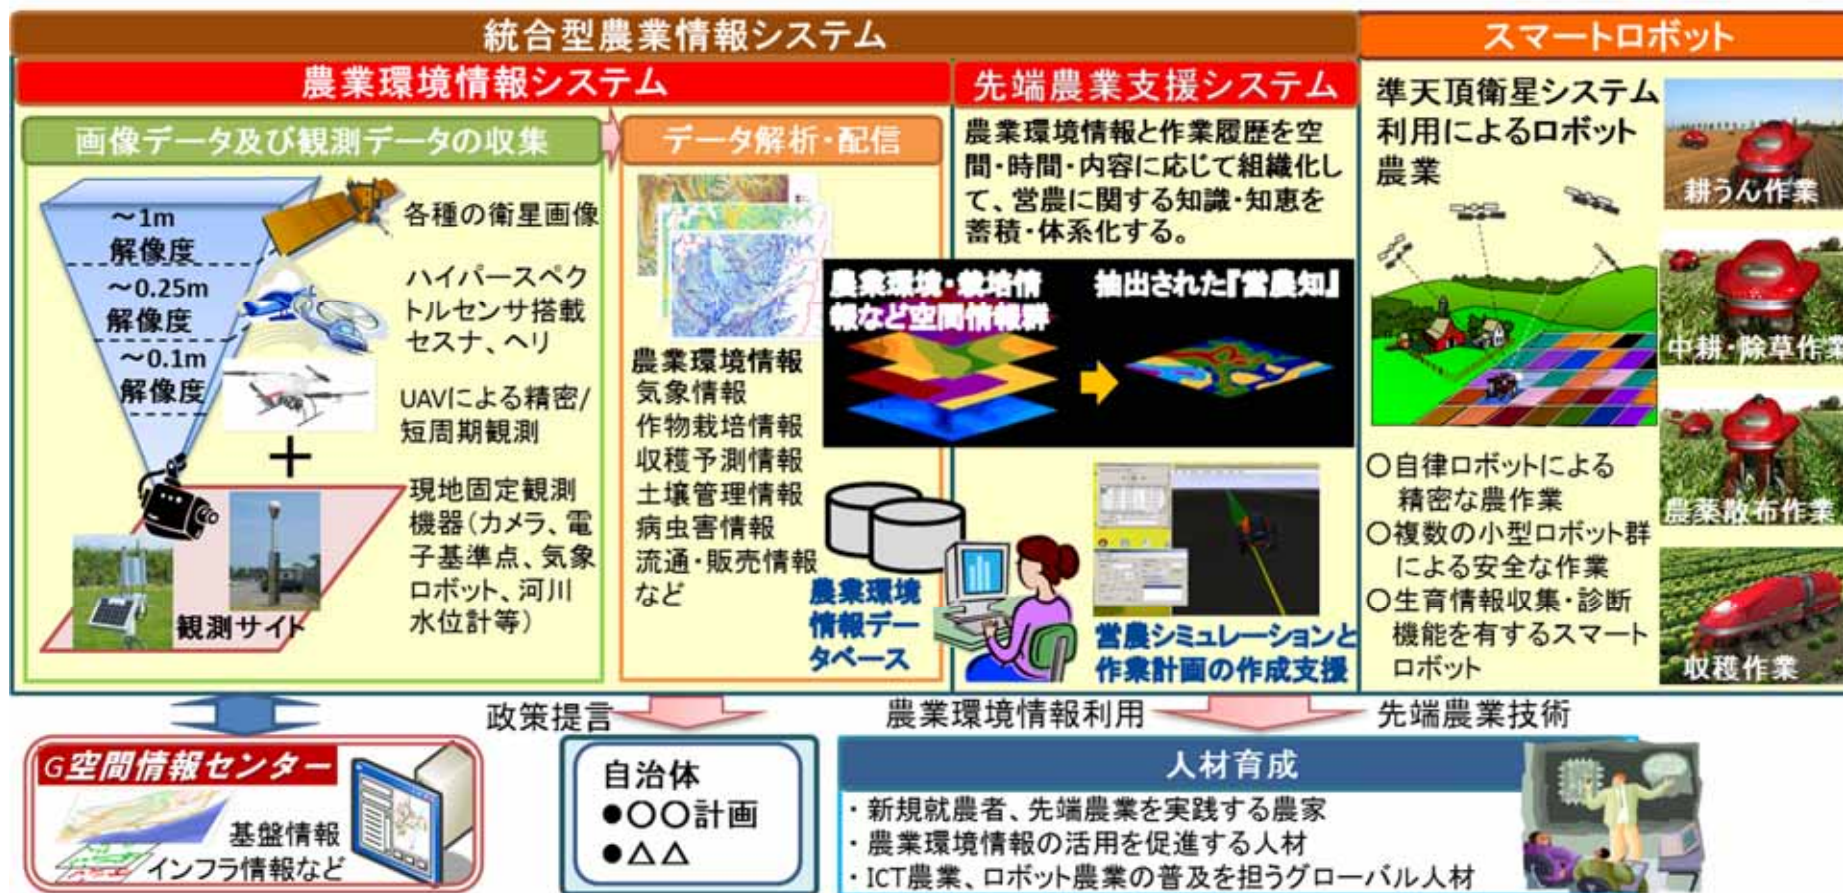 統合型農業情報システム
スマートロボット
農業環境情報システム
先端農業支援システム
画像データ及び観測データの収集
データ解析・配信
～1m
解像度
～0.25m
解像度
～0.1m
解像度
各種の衛星画像
ハイパースペク
トルセンサ搭載
セスナ、ヘリ
UAVによる精密/
短周期観測
+
現地固定観測
機器(カメラ、電
子基準点、気象
ロボット、河川
水位計等)
観測サイト
農業環境情報
気象情報
作物栽培情報
収穫予測情報
土壌管理情報
病虫害情報
流通・販売情報
など
農業環境情報と作業履歴を空
間・時間・内容に応じて組織化し
て、営農に関する知識・知恵を
蓄積・体系化する。
農業環境・栽培情
報など空間情報群
抽出された『営農知』
農業環境
情報デー
タベース
営農シミュレーションと
作業計画の作成支援
準天頂衛星システム
利用によるロボット
農業
○自律ロボットによる
精密な農作業
○複数の小型ロボット群
による安全な作業
○生育情報収集・診断
機能を有するスマート
ロボット
耕うん作業
中耕・除草作業
農薬散布作業
収穫作業
政策提言
農業環境情報利用
先端農業技術
G空間情報センター
基盤情報
インフラ情報など
自治体
●○○計画
●△△
人材育成
・新規就農者、先端農業を実践する農家
・農業環境情報の活用を促進する人材
・ICT農業、ロボット農業の普及を担うグローバル人材